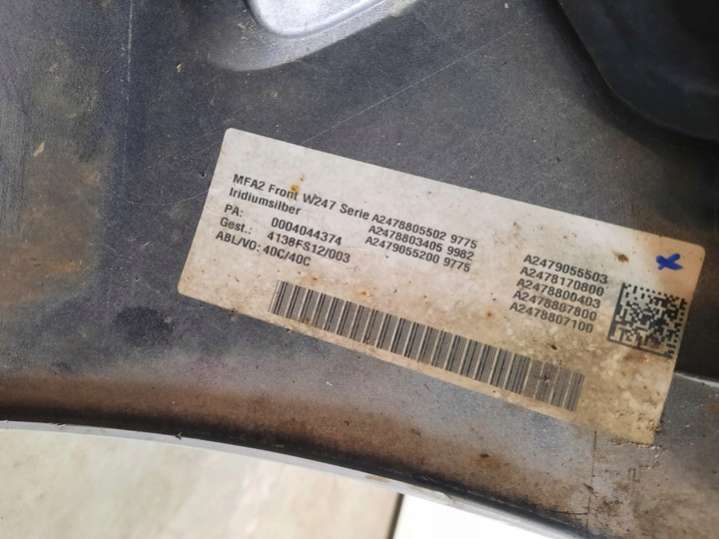 MFA2 Front W247 Serie
Iridiumsilber
PA: 0004044374
Gest.: 4138FS12/003
ABL/VO: 40C/40C
A2478805502 9775
A2478803405 9982
A2479055200 9775
A2479055503
A2478170800
A2478800403
A2478807800
A2478807100